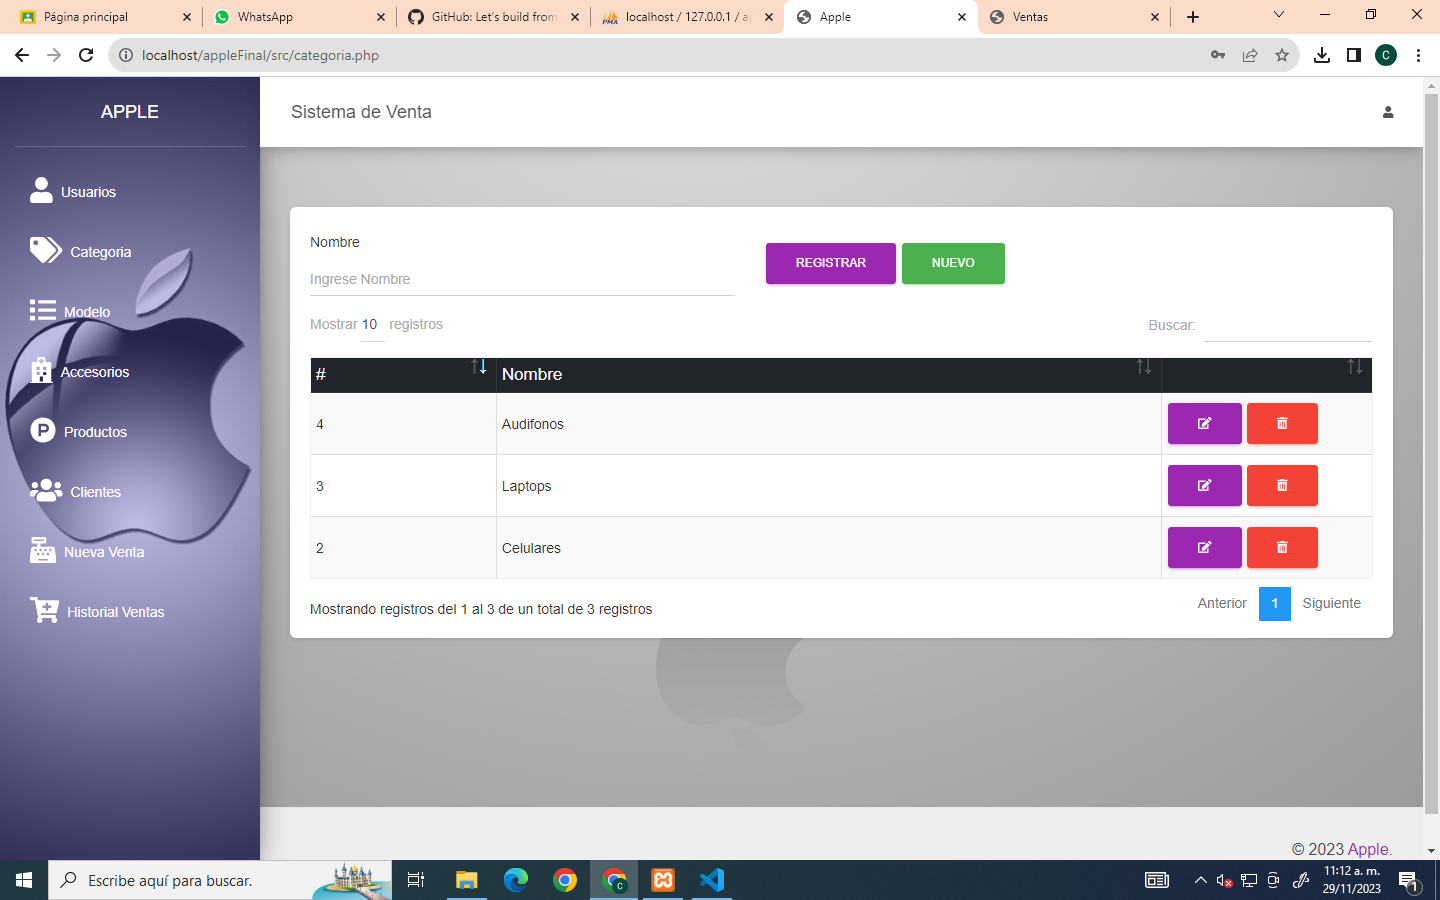 Página principal
WhatsApp
GitHub: Let's build from
localhost / 127.0.0.1 / a
Apple
Ventas
localhost/appleFinal/src/categoria.php
C
APPLE
Sistema de Venta
Usuarios
Categoria
Modelo
Accesorios
Productos
Clientes
Nueva Venta
Historial Ventas
Nombre
Ingrese Nombre
REGISTRAR
NUEVO
Mostrar 10 registros
Buscar:
# Nombre
4 Audifonos
3 Laptops
2 Celulares
Mostrando registros del 1 al 3 de un total de 3 registros
Anterior 1 Siguiente
© 2023 Apple.
Escribe aquí para buscar.
11:12 a. m.
29/11/2023
1